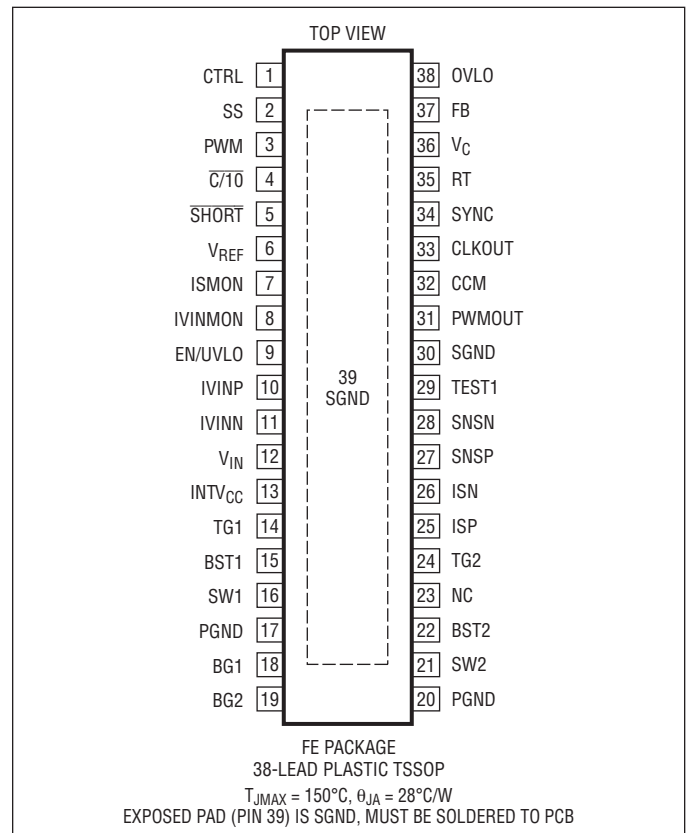 TOP VIEW
CTRL 1 38 OVLO
SS 2 37 FB
PWM 3 36 VC
C/10 4 35 RT
SHORT 5 34 SYNC
VREF 6 33 CLKOUT
ISMON 7 32 CCM
IVINMON 8 31 PWMOUT
EN/UVLO 9 30 SGND
IVINP 10 29 TEST1
39
SGND
IVINN 11 28 SNSN
VIN 12 27 SNSP
INTVCC 13 26 ISN
TG1 14 25 ISP
BST1 15 24 TG2
SW1 16 23 NC
PGND 17 22 BST2
BG1 18 21 SW2
BG2 19 20 PGND
FE PACKAGE
38-LEAD PLASTIC TSSOP
TJMAX = 150°C, θJA = 28°C/W
EXPOSED PAD (PIN 39) IS SGND, MUST BE SOLDERED TO PCB